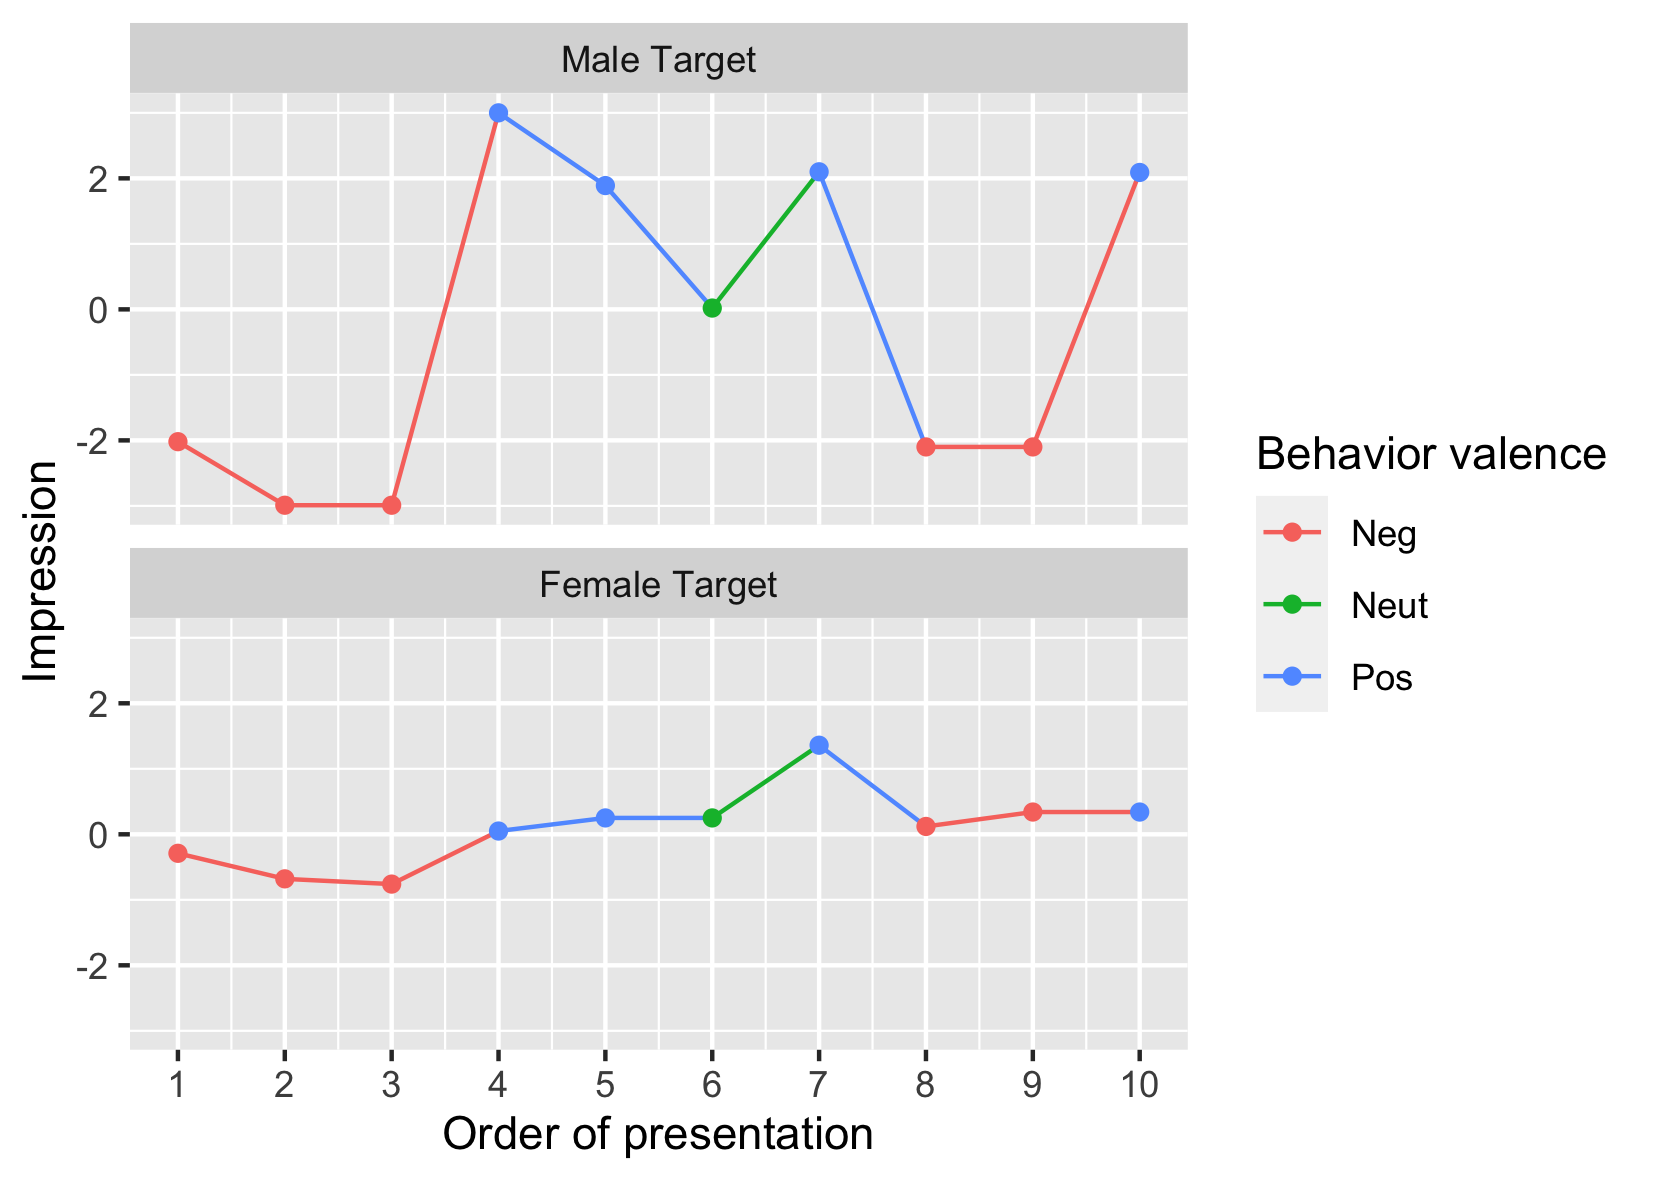 Male Target
2
0
-2
Impression
Female Target
2
0
-2
1 2 3 4 5 6 7 8 9 10
Order of presentation
Behavior valence
Neg
Neut
Pos